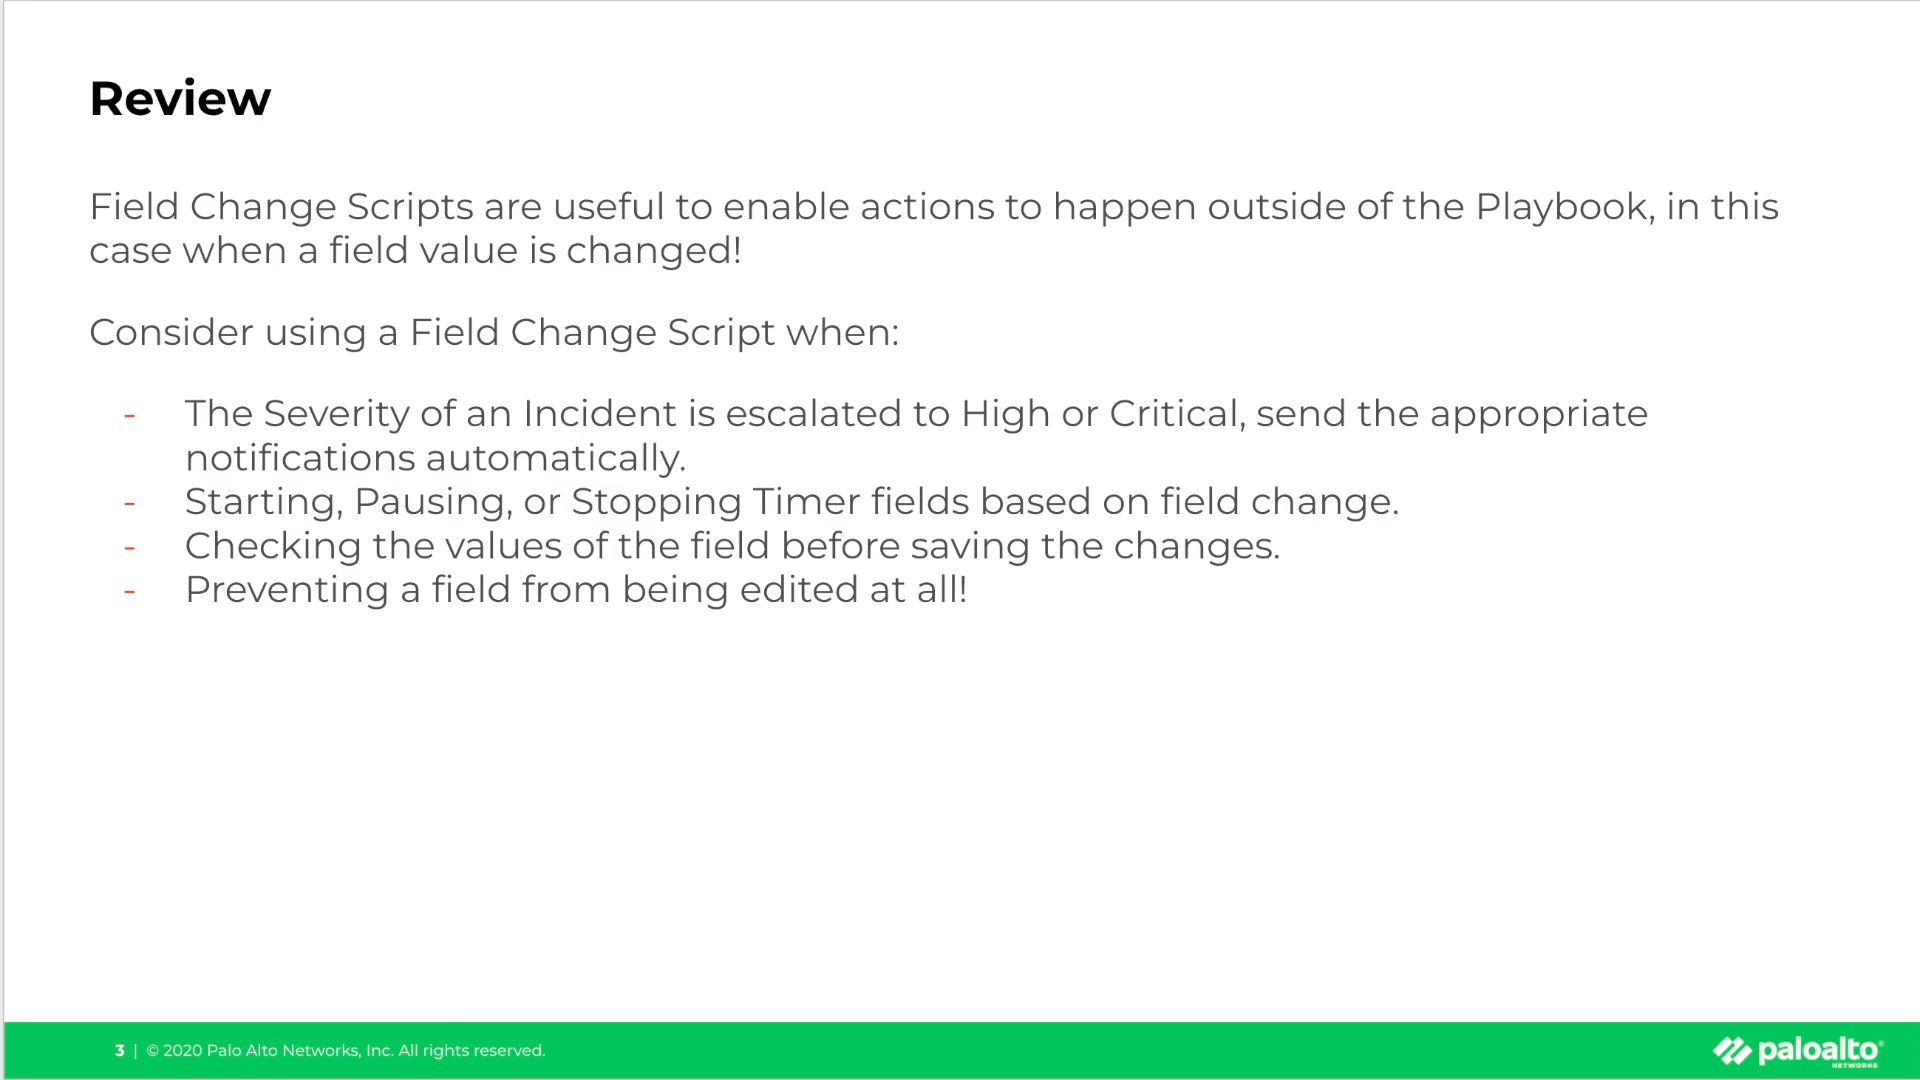 Review
Field Change Scripts are useful to enable actions to happen outside of the Playbook, in this
case when a field value is changed!
Consider using a Field Change Script when:
- The Severity of an Incident is escalated to High or Critical, send the appropriate
notifications automatically.
- Starting, Pausing, or Stopping Timer fields based on field change.
- Checking the values of the field before saving the changes.
- Preventing a field from being edited at all!
3 | © 2020 Palo Alto Networks, Inc. All rights reserved.
paloalto®
NETWORKS